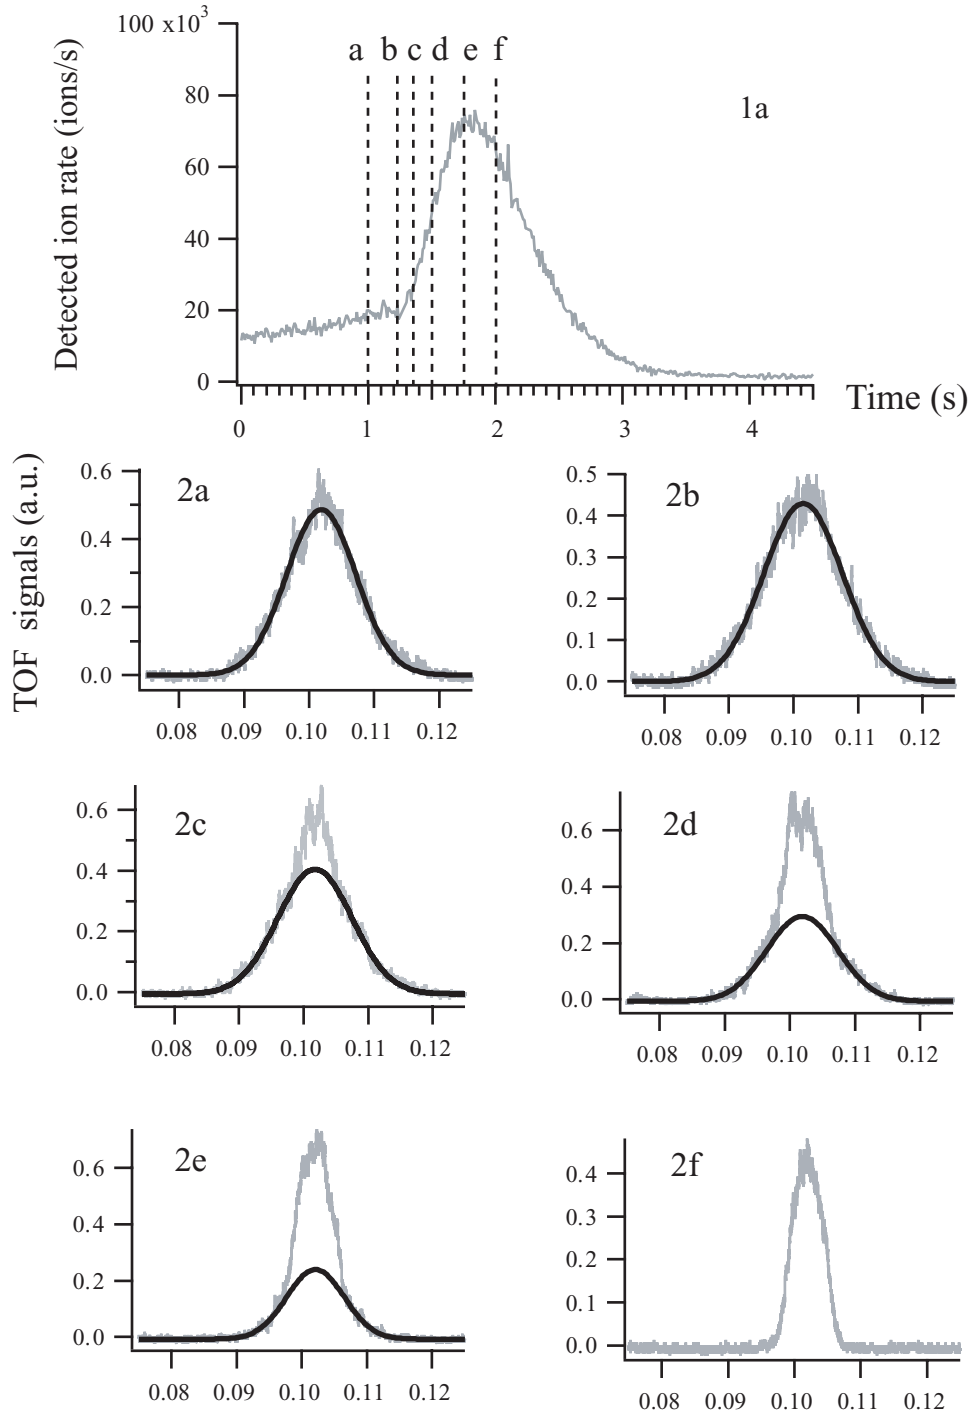 100 x10³
a b c d e f
1a
80
60
40
20
0
Detected ion rate (ions/s)
0 1 2 3 4
Time (s)
TOF signals (a.u.)
2a
0.6
0.4
0.2
0.0
0.08 0.09 0.10 0.11 0.12
2b
0.5
0.4
0.3
0.2
0.1
0.0
0.08 0.09 0.10 0.11 0.12
2c
0.6
0.4
0.2
0.0
0.08 0.09 0.10 0.11 0.12
2d
0.6
0.4
0.2
0.0
0.08 0.09 0.10 0.11 0.12
2e
0.6
0.4
0.2
0.0
0.08 0.09 0.10 0.11 0.12
2f
0.4
0.3
0.2
0.1
0.0
0.08 0.09 0.10 0.11 0.12